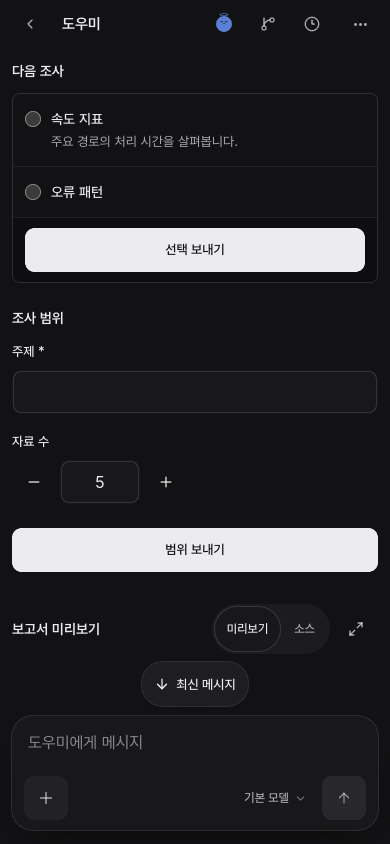 도우미
다음 조사
속도 지표
주요 경로의 처리 시간을 살펴봅니다.
오류 패턴
선택 보내기
조사 범위
주제 *
자료 수
5
범위 보내기
보고서 미리보기
미리보기
소스
최신 메시지
도우미에게 메시지
기본 모델